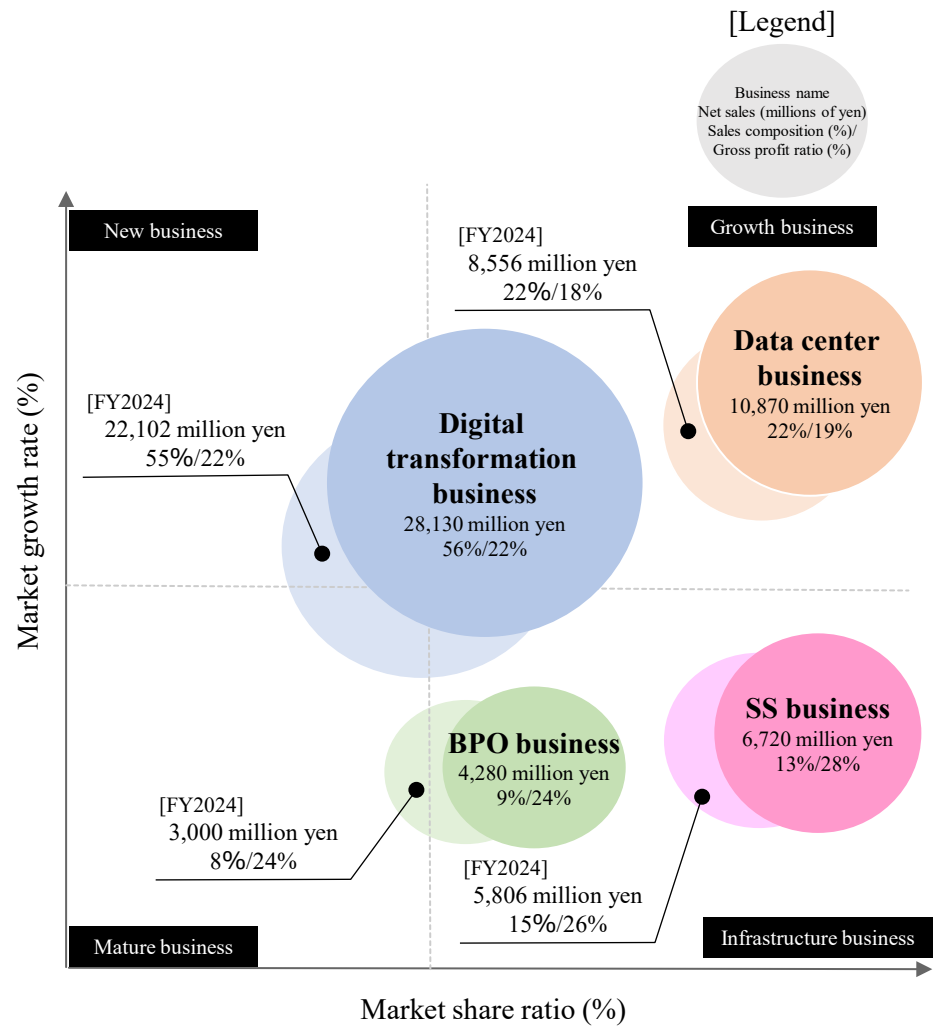 [Legend]
Business name
Net sales (millions of yen)
Sales composition (%)/
Gross profit ratio (%)
New business
Growth business
[FY2024]
8,556 million yen
22%/18%
Data center
business
10,870 million yen
22%/19%
[FY2024]
22,102 million yen
55%/22%
Digital
transformation
business
28,130 million yen
56%/22%
Market growth rate (%)
SS business
6,720 million yen
13%/28%
BPO business
4,280 million yen
9%/24%
[FY2024]
3,000 million yen
8%/24%
[FY2024]
5,806 million yen
15%/26%
Mature business
Infrastructure business
Market share ratio (%)